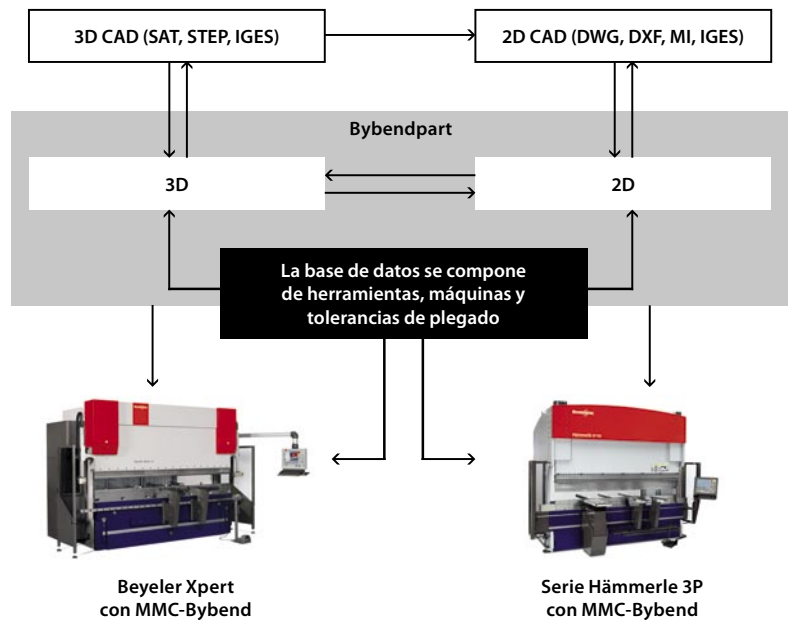 3D CAD (SAT, STEP, IGES)
2D CAD (DWG, DXF, MI, IGES)
Bybendpart
3D
2D
La base de datos se compone
de herramientas, máquinas y
tolerancias de plegado
Beyeler Xpert
con MMC-Bybend
Serie Hämmerle 3P
con MMC-Bybend